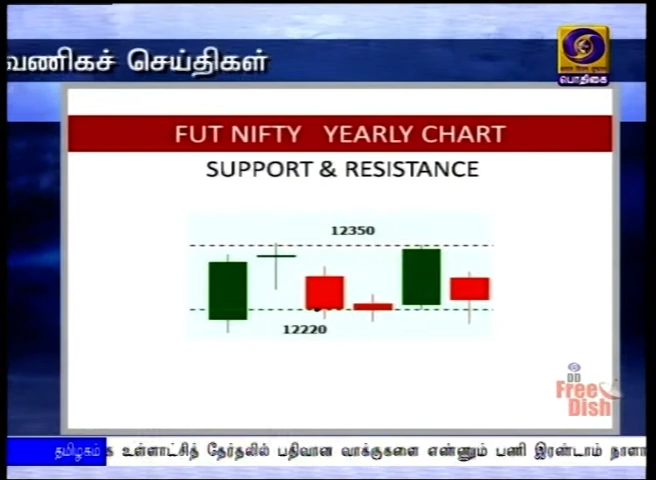 வணிகச் செய்திகள்
பொதிகை
FUT NIFTY YEARLY CHART
SUPPORT & RESISTANCE
12350
12220
DD
Free
Dish
தமிழகம் க உள்ளாட்சித் தேர்தலில் பதிவான வாக்குகளை எண்ணும் பணி இரண்டாம் நாளா